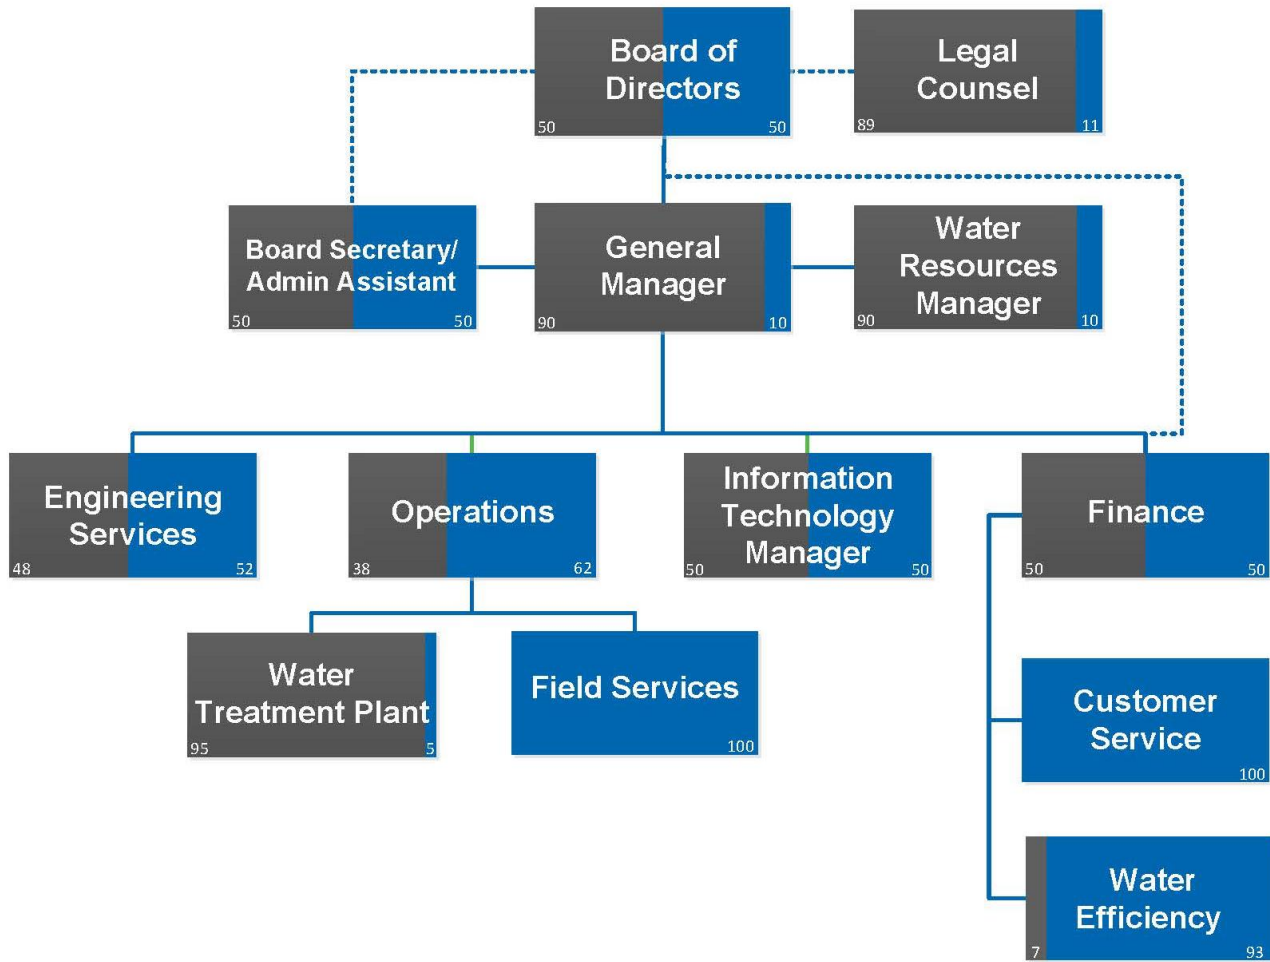 Board of
Directors
50
50
Legal
Counsel
89
11
Board Secretary/
Admin Assistant
50
50
General
Manager
90
10
Water
Resources
Manager
90
10
Engineering
Services
48
52
Operations
38
62
Information
Technology
Manager
50
50
Finance
50
50
Water
Treatment Plant
95
5
Field Services
100
Customer
Service
100
Water
Efficiency
7
93